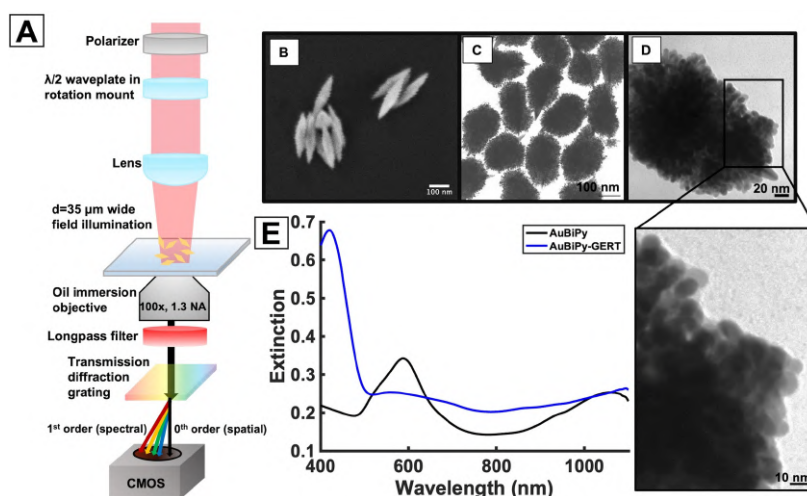 A
Polarizer
λ/2 waveplate in
rotation mount
Lens
d=35 μm wide
field illumination
Oil immersion
objective
100x, 1.3 NA
Longpass filter
Transmission
diffraction
grating
1st order (spectral)
0th order (spatial)
CMOS
B
100 nm
C
100 nm
D
20 nm
10 nm
E
AuBiPy
AuBiPy-GERT
Extinction
0.7
0.6
0.5
0.4
0.3
0.2
0.1
400
600
800
1000
Wavelength (nm)